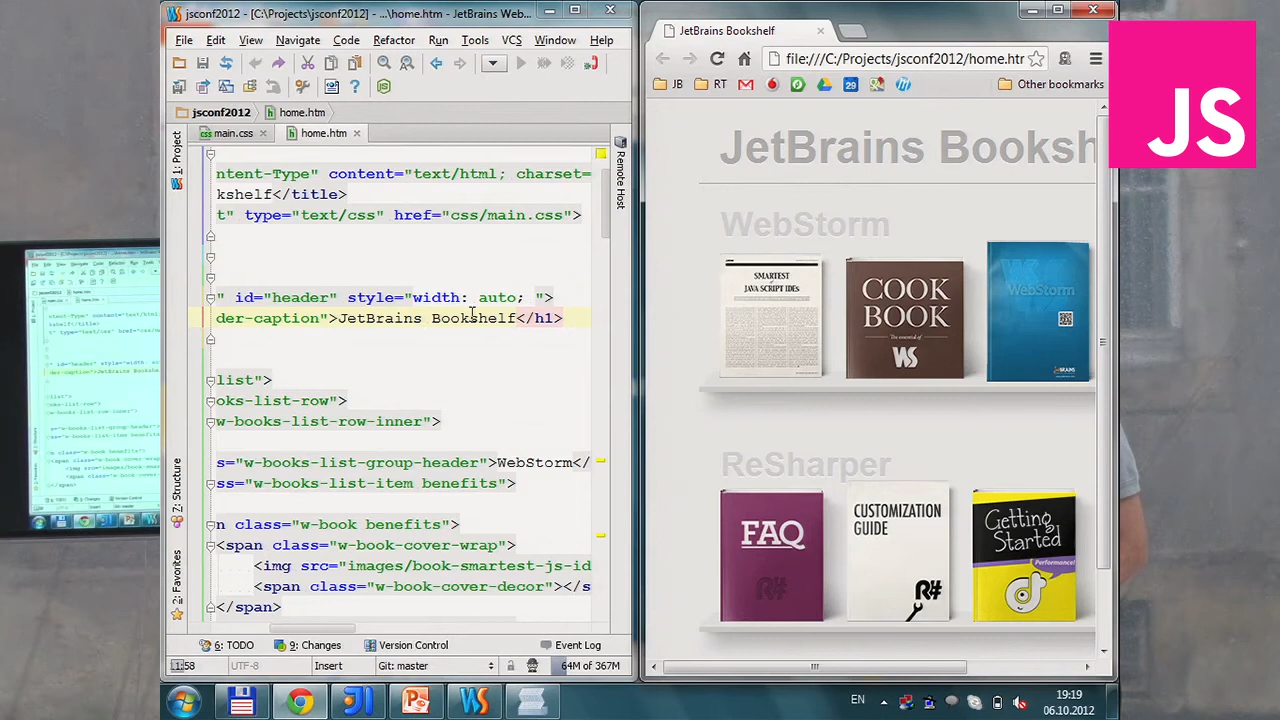 jsconf2012 - [C:\Projects\jsconf2012] - ...\home.htm - JetBrains Web...
File Edit View Navigate Code Refactor Run Tools VCS Window Help
jsconf2012 home.htm
main.css home.htm
1: Project
Z: Structure
2: Favorites
ntent-Type" content="text/html; charset=
kshelf</title>
t" type="text/css" href="css/main.css">
" id="header" style="width: auto; ">
der-caption">JetBrains Bookshelf</h1>
list">
oks-list-row">
w-books-list-row-inner">
s="w-books-list-group-header">WebStorm</
ss="w-books-list-item benefits">
n class="w-book benefits">
<span class="w-book-cover-wrap">
<img src="images/book-smartest-js-id
<span class="w-book-cover-decor"></s
</span>
Remote Host
6: TODO 9: Changes Version Control Event Log
11:58 UTF-8 Insert Git: master 64M of 367M
JetBrains Bookshelf
file:///C:/Projects/jsconf2012/home.htr
JB RT 29 Other bookmarks
JetBrains Booksh
WebStorm
SMARTEST
JAVA SCRIPT IDEs
COOK
BOOK
The essential of
WS
WebStorm
ReSharper
FAQ
R#
CUSTOMIZATION
GUIDE
R#
Getting
Started
Performance!
JS
EN 19:19
06.10.2012